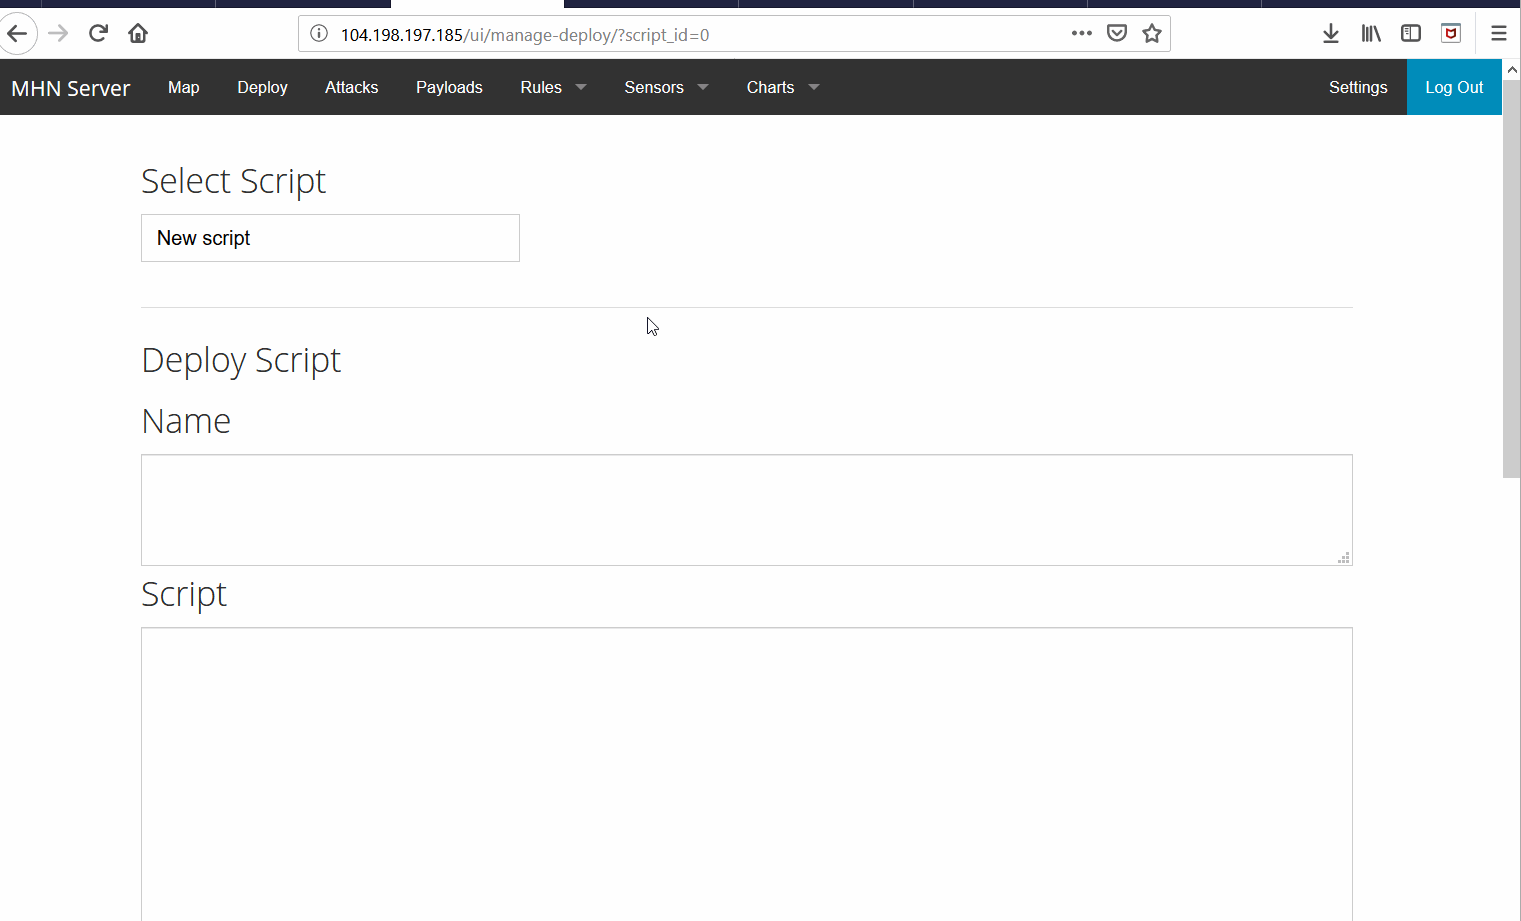 104.198.197.185/ui/manage-deploy/?script_id=0
MHN Server Map Deploy Attacks Payloads Rules Sensors Charts Settings Log Out
Select Script
New script
Deploy Script
Name
Script